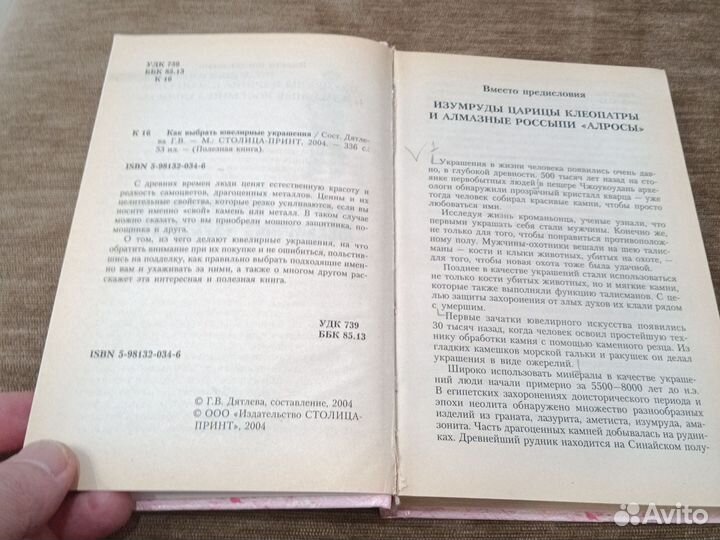 УДК 739
ББК 85.13
К 16
К 16 Как выбрать ювелирные украшения / Сост. Дятле-
ва Г.В. – М.: СТОЛИЦА-ПРИНТ, 2004. – 336 с.:
53 ил. – (Полезная книга).
ISBN 5-98132-034-6
С древних времен люди ценят естественную красоту и
редкость самоцветов, драгоценных металлов. Ценны и их
целительные свойства, которые резко усиливаются, если вы
носите именно «свой» камень или металл. В таком случае
можно сказать, что вы приобрели мощного защитника, по-
мощника и друга.
О том, из чего делают ювелирные украшения, на что
обратить внимание при их покупке и не ошибиться, польстив-
шись на подделку, как правильно выбрать подходящие имен-
но вам и ухаживать за ними, а также о многом другом рас-
скажет эта интересная и полезная книга.
УДК 739
ББК 85.13
ISBN 5-98132-034-6
© Г.В. Дятлева, составление, 2004
© ООО «Издательство СТОЛИЦА-
ПРИНТ», 2004
Вместо предисловия
ИЗУМРУДЫ ЦАРИЦЫ КЛЕОПАТРЫ
И АЛМАЗНЫЕ РОССЫПИ «АЛРОСЫ»
Украшения в жизни человека появились очень дав-
но, в глубокой древности. 500 тысяч лет назад на сто-
янке первобытных людей в пещере Чжоукоудань архе-
ологи обнаружили прозрачный кристалл кварца – уже
тогда человек собирал красивые камни, чтобы просто
любоваться ими.
Исследуя жизнь кроманьонца, ученые узнали, что
первыми украшать себя стали мужчины. Конечно же,
не только для того, чтобы понравиться противополож-
ному полу. Мужчины-охотники вешали на шею талис-
маны – кости и клыки животных, убитых на охоте, –
для того, чтобы новая охота тоже была удачной.
Позднее в качестве украшений стали использоваться
не только кости убитых животных, но и мягкие камни,
которые также выполняли функцию талисманов. С це-
лью защиты захоронения от злых духов их клали рядом
с умершим.
Первые зачатки ювелирного искусства появились
30 тысяч назад, когда человек освоил простейшую тех-
нику обработки камня с помощью каменного резца. Из
гладких камешков морской гальки и ракушек он делал
украшения в виде ожерелий.
Широко использовать минералы в качестве украше-
ний люди начали примерно за 5500–8000 лет до н.э.
В египетских захоронениях доисторического периода и
эпохи неолита обнаружено множество разнообразных
изделий из граната, лазурита, аметиста, изумруда, ама-
зонита. Часть драгоценных камней добывалась на рудни-
ках. Древнейший рудник находится на Синайском полу-
Avito